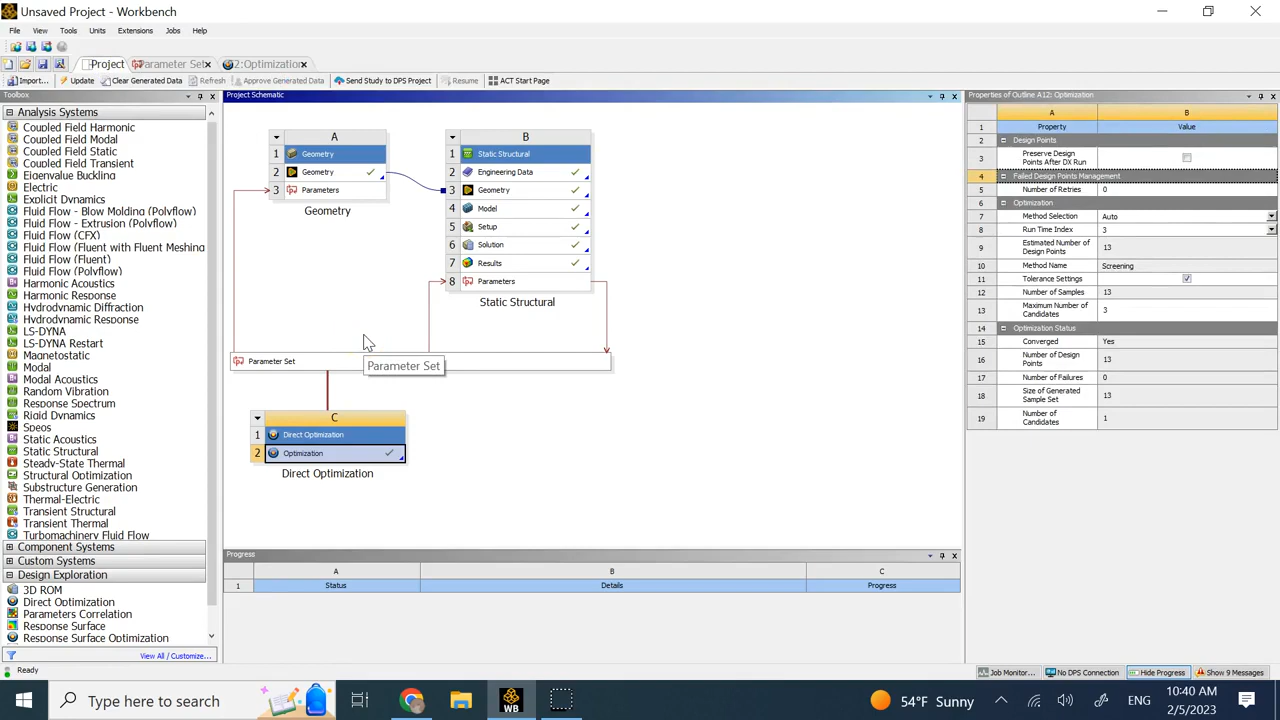 Unsaved Project - Workbench
File View Tools Units Extensions Jobs Help
Project Parameter Set 2:Optimization
Import... Update Clear Generated Data Refresh Approve Generated Data Send Study to DPS Project Resume ACT Start Page
Toolbox
Analysis Systems
Coupled Field Harmonic
Coupled Field Modal
Coupled Field Static
Coupled Field Transient
Eigenvalue Buckling
Electric
Explicit Dynamics
Fluid Flow - Blow Molding (Polyflow)
Fluid Flow - Extrusion (Polyflow)
Fluid Flow (CFX)
Fluid Flow (Fluent with Fluent Meshing
Fluid Flow (Fluent)
Fluid Flow (Polyflow)
Harmonic Acoustics
Harmonic Response
Hydrodynamic Diffraction
Hydrodynamic Response
LS-DYNA
LS-DYNA Restart
Magnetostatic
Modal
Modal Acoustics
Random Vibration
Response Spectrum
Rigid Dynamics
Speos
Static Acoustics
Static Structural
Steady-State Thermal
Structural Optimization
Substructure Generation
Thermal-Electric
Transient Structural
Transient Thermal
Turbomachinery Fluid Flow
Component Systems
Custom Systems
Design Exploration
3D ROM
Direct Optimization
Parameters Correlation
Response Surface
Response Surface Optimization
View All / Customize...
Project Schematic
A
1 Geometry
2 Geometry
3 Parameters
Geometry
B
1 Static Structural
2 Engineering Data
3 Geometry
4 Model
5 Setup
6 Solution
7 Results
8 Parameters
Static Structural
Parameter Set
Parameter Set
C
1 Direct Optimization
2 Optimization
Direct Optimization
Progress
A B C
1 Status Details Progress
Properties of Outline A12: Optimization
A B
1 Property Value
2 Design Points
3 Preserve Design Points After DX Run
4 Failed Design Points Management
5 Number of Retries 0
6 Optimization
7 Method Selection Auto
8 Run Time Index 3
9 Estimated Number of Design Points 13
10 Method Name Screening
11 Tolerance Settings
12 Number of Samples 13
13 Maximum Number of Candidates 3
14 Optimization Status
15 Converged Yes
16 Number of Design Points 13
17 Number of Failures 0
18 Size of Generated Sample Set 13
19 Number of Candidates 1
Ready
Job Monitor... No DPS Connection Hide Progress Show 9 Messages
Type here to search
WB
54°F Sunny
ENG
10:40 AM
2/5/2023